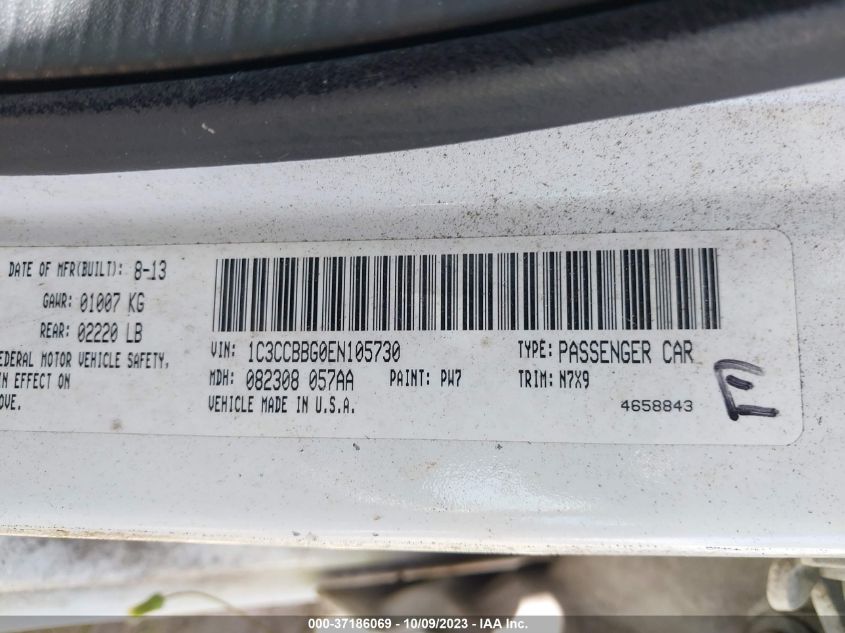 DATE OF MFR(BUILT): 8-13
GAWR: 01007 KG
REAR: 02220 LB
FEDERAL MOTOR VEHICLE SAFETY,
IN EFFECT ON
OVE.
VIN: 1C3CCBBG0EN105730 TYPE: PASSENGER CAR
MDH: 082308 057AA PAINT: PW7 TRIM: N7X9
VEHICLE MADE IN U.S.A. 4658843
E
000-37186069 - 10/09/2023 - IAA Inc.